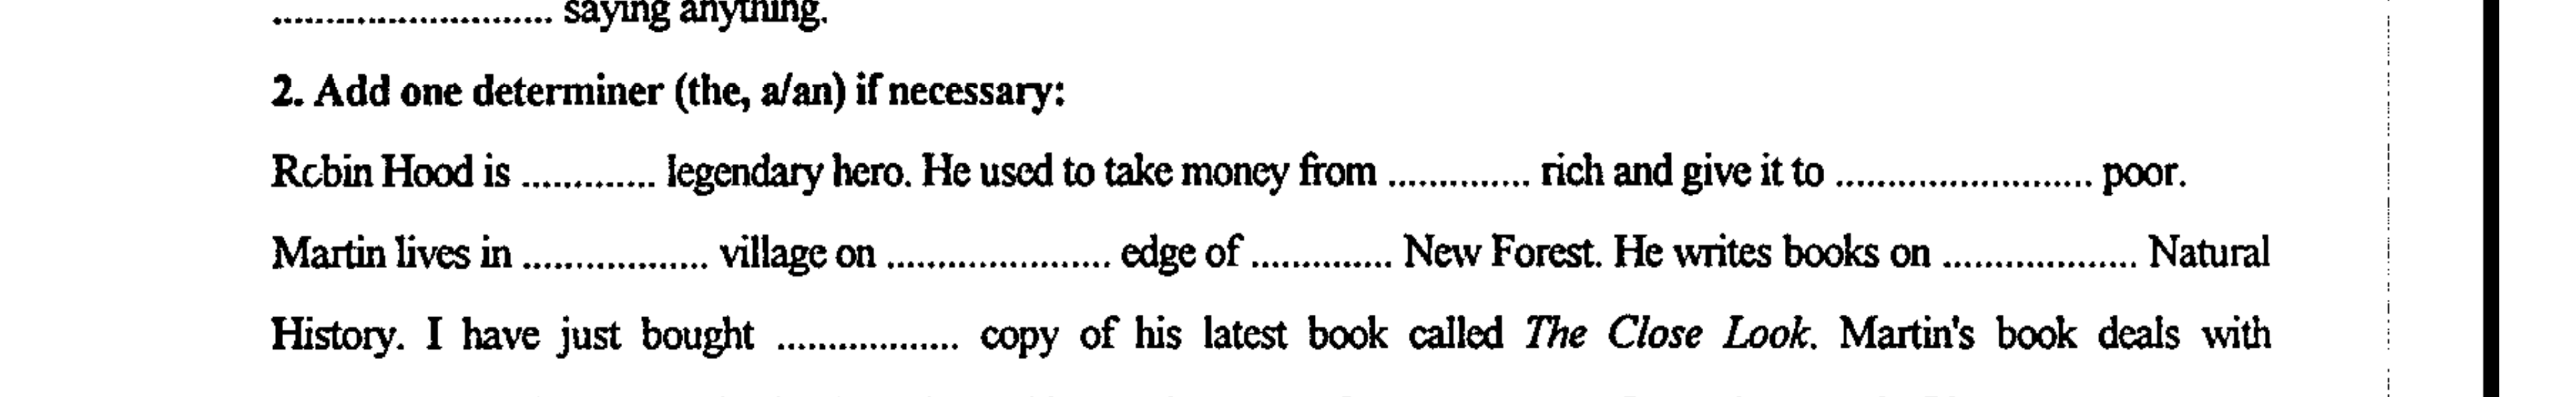 ........................... saying anything.
2. Add one determiner (the, a/an) if necessary:
Robin Hood is ............. legendary hero. He used to take money from .............. rich and give it to ......................... poor.
Martin lives in .................. village on ...................... edge of .............. New Forest. He writes books on ................... Natural
History. I have just bought .................. copy of his latest book called The Close Look. Martin's book deals with